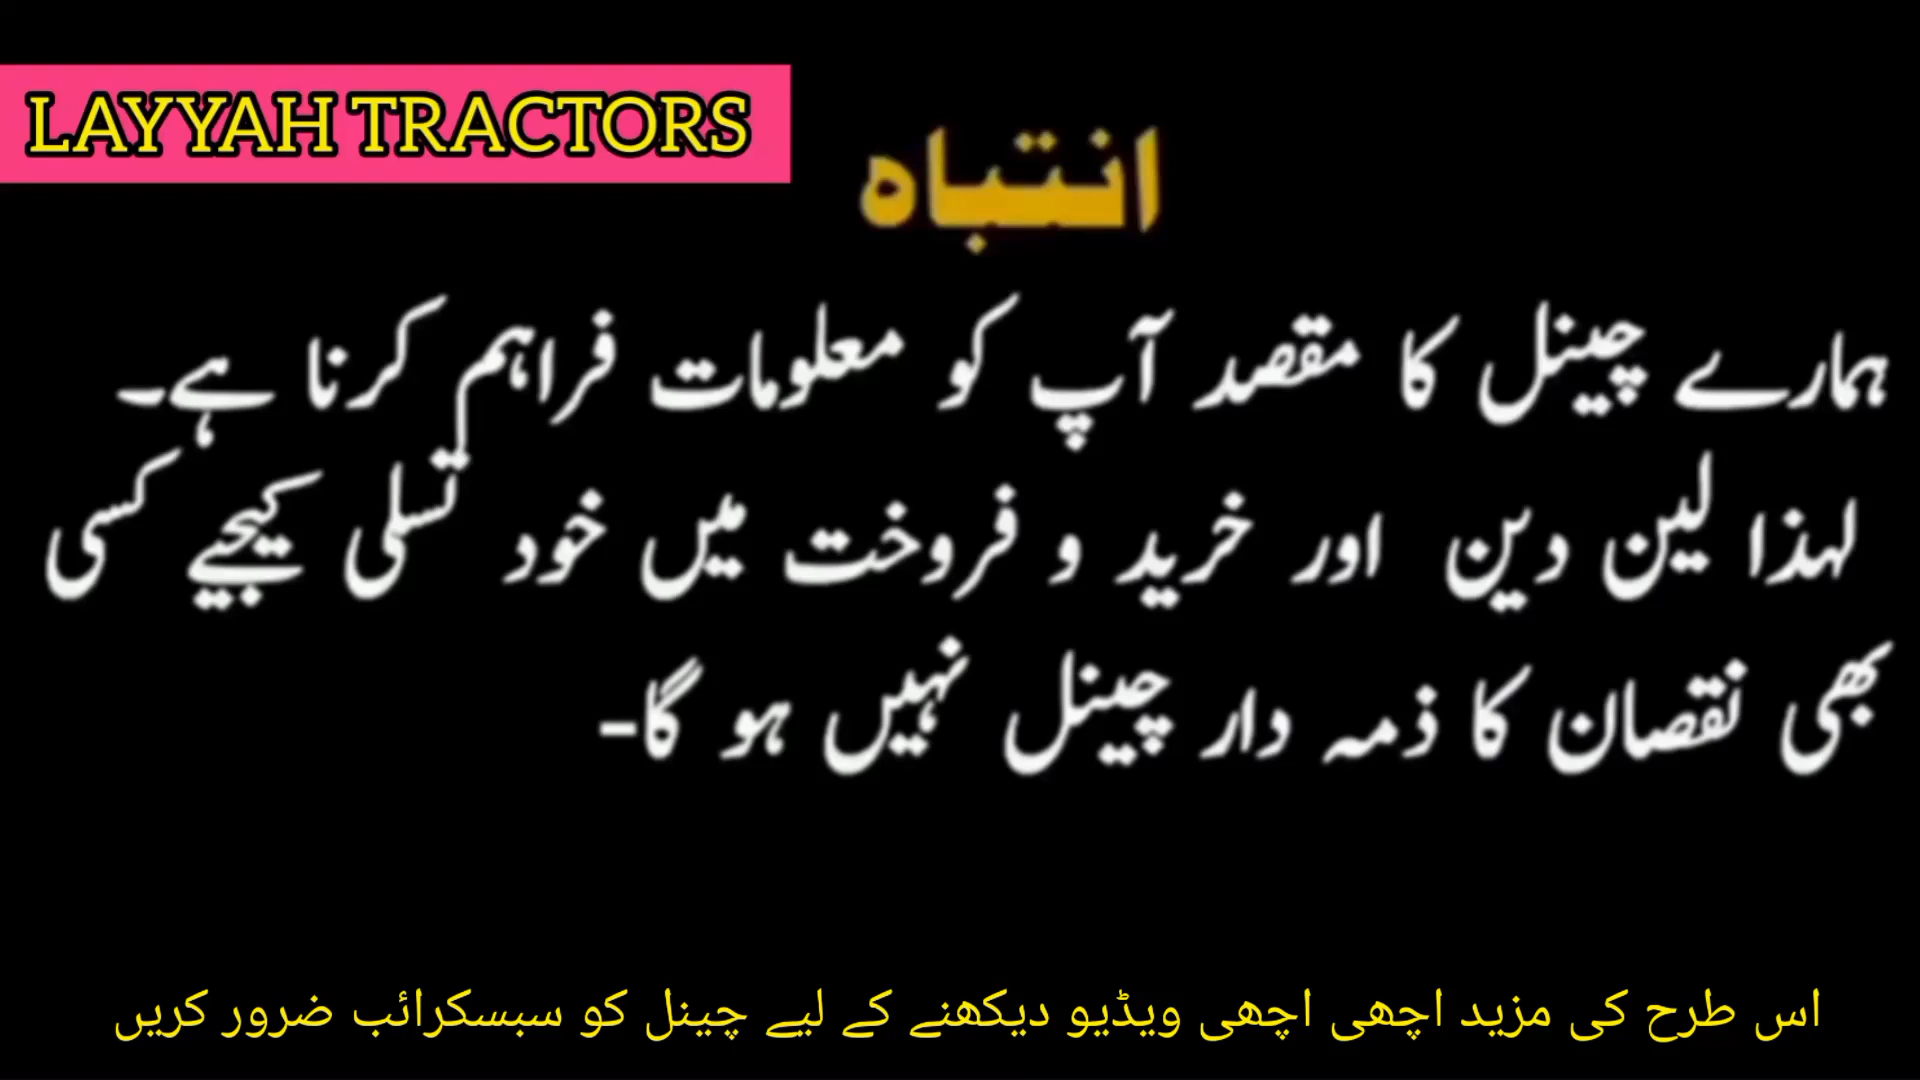 LAYYAH TRACTORS
انتباہ
ہمارے چینل کا مقصد آپ کو معلومات فراہم کرنا ہے۔
لہذا لین دین اور خرید و فروخت میں خود تسلی کیجیے کسی
بھی نقصان کا ذمہ دار چینل نہیں ہو گا-
اس طرح کی مزید اچھی اچھی ویڈیو دیکھنے کے لیے چینل کو سبسکرائب ضرور کریں